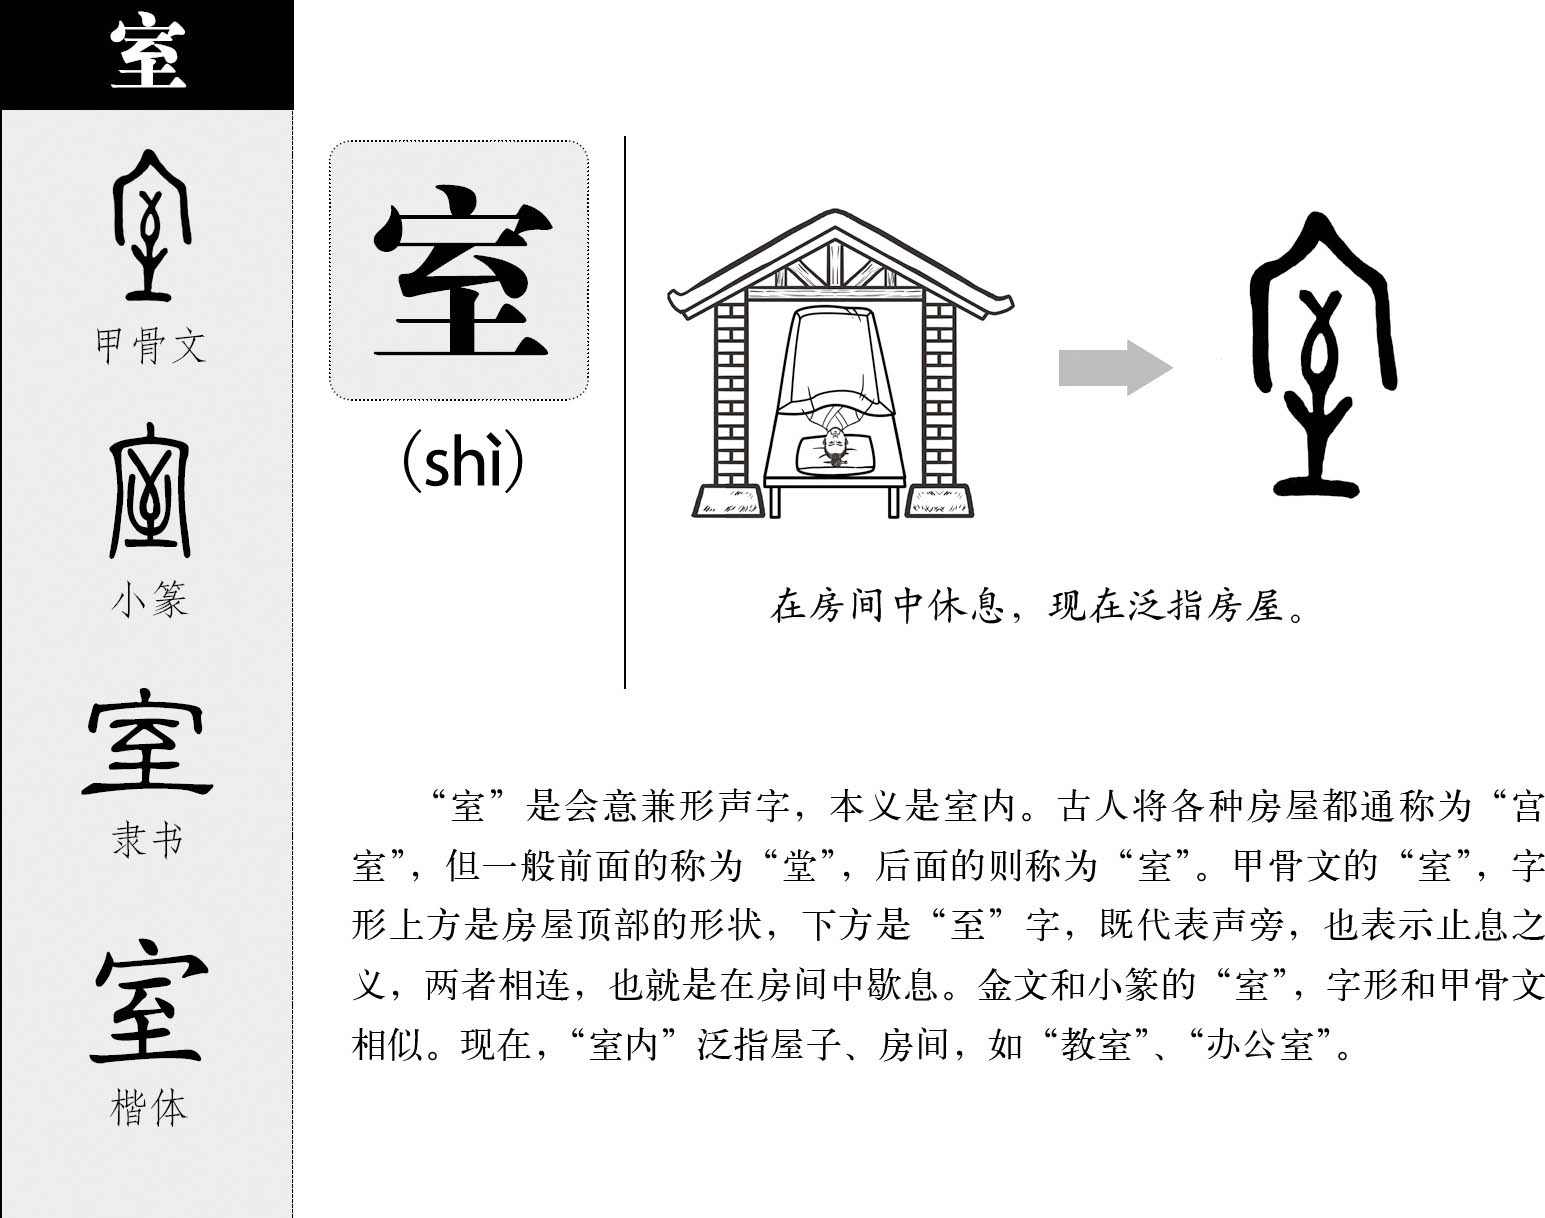 室
甲骨文
小篆
隶书
楷体
室
（shì）
在房间中休息，现在泛指房屋。
“室”是会意兼形声字，本义是室内。古人将各种房屋都通称为“宫
室”，但一般前面的称为“堂”，后面的则称为“室”。甲骨文的“室”，字
形上方是房屋顶部的形状，下方是“至”字，既代表声旁，也表示止息之
义，两者相连，也就是在房间中歇息。金文和小篆的“室”，字形和甲骨文
相似。现在，“室内”泛指屋子、房间，如“教室”、“办公室”。